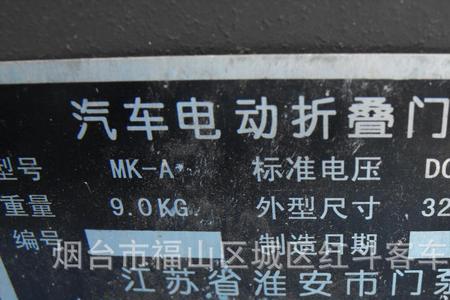 汽车电动折叠门
型号 MK-A 标准电压 DC
重量 9.0KG 外型尺寸 32
编号 制造日期
烟台市福山区城区红斗客车
江苏省淮安市门泵